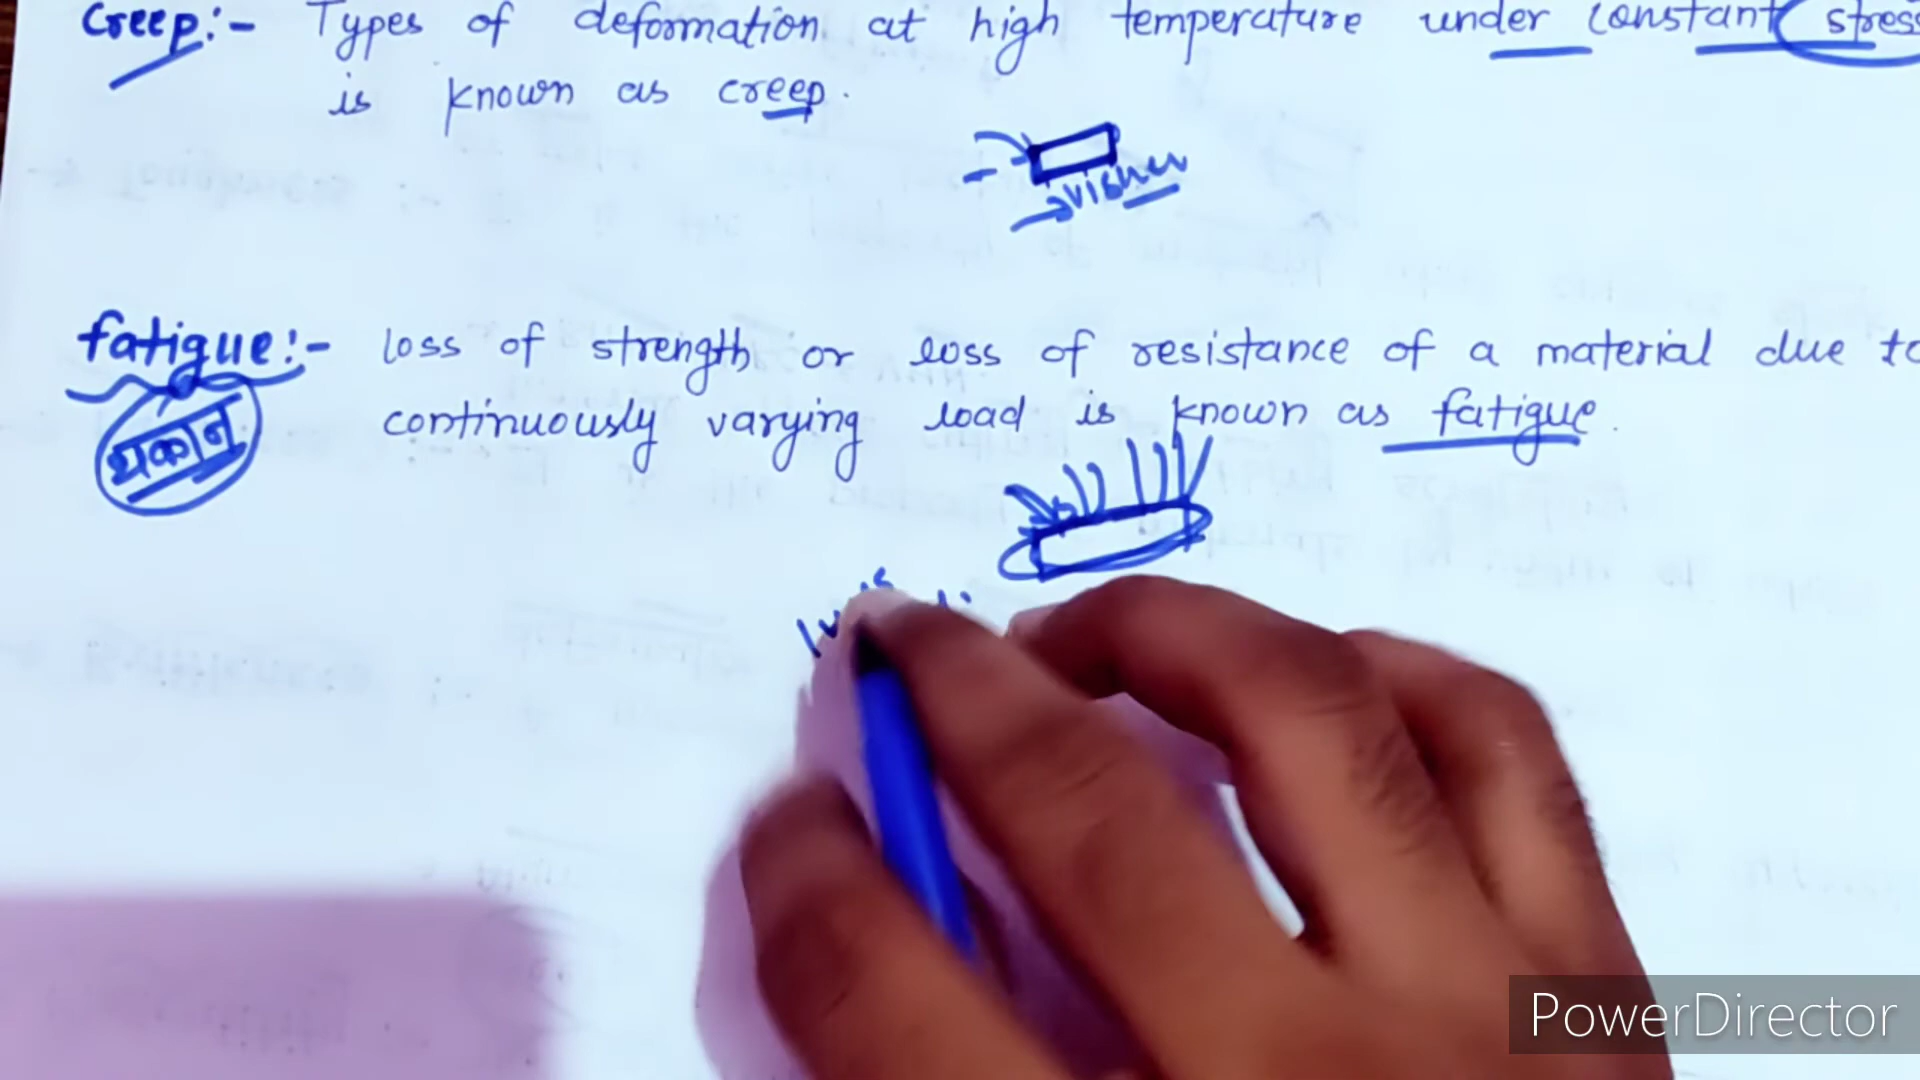 Creep:- Types of deformation at high temperature under constant stress
is known as creep.
fatigue:- loss of strength or loss of resistance of a material due to
continuously varying load is known as fatigue.
थकान
PowerDirector